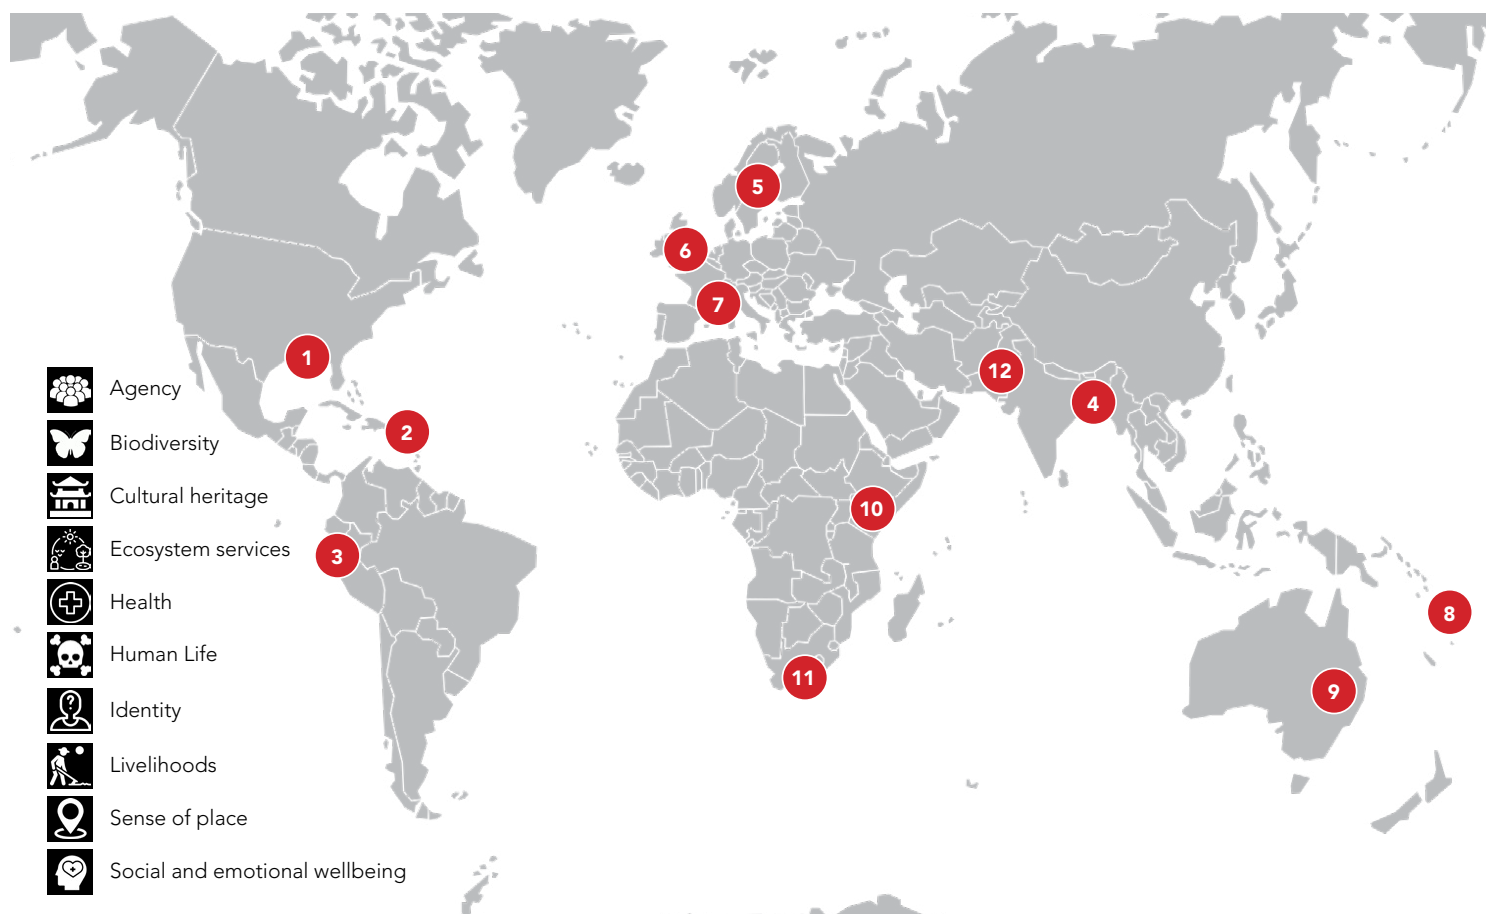 5
6
7
1
12
4
2
10
3
8
11
9
Agency
Biodiversity
Cultural heritage
Ecosystem services
Health
Human Life
?
Identity
Livelihoods
Sense of place
Social and emotional wellbeing